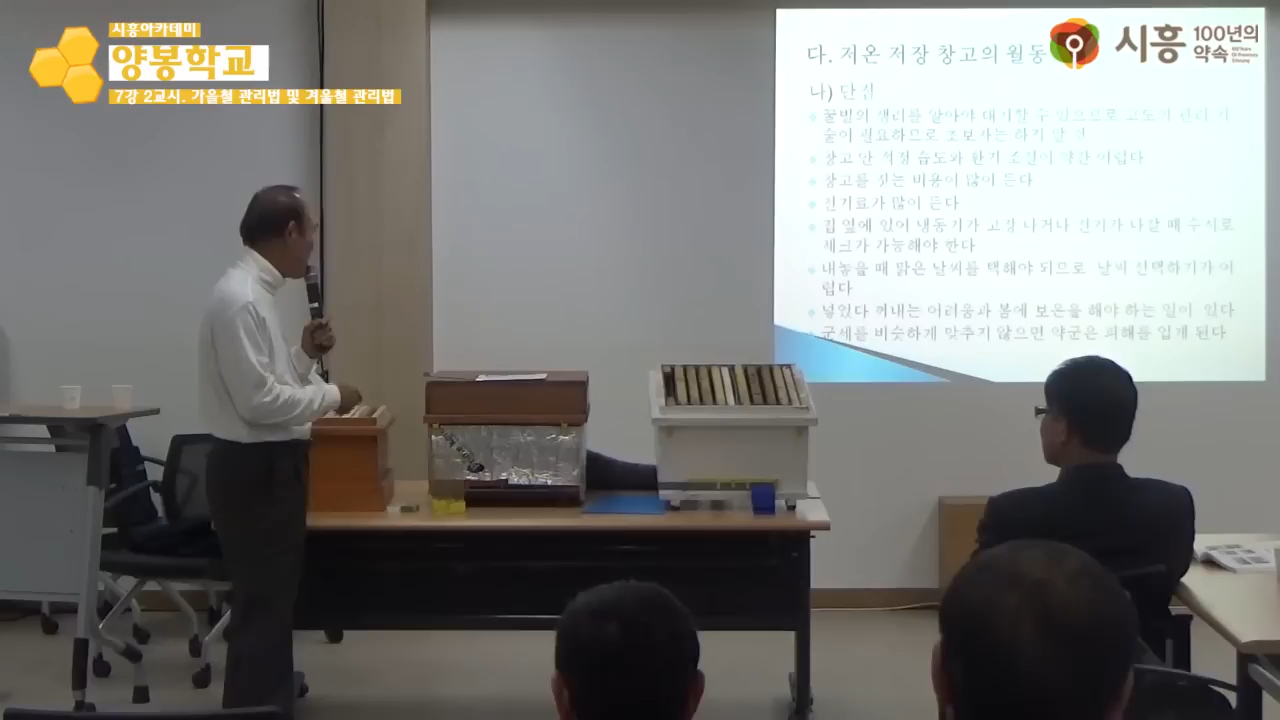 시흥아카데미
양봉학교
7강 2교시. 가을철 관리법 및 겨울철 관리법
시흥 100년의
약속
다. 저온 저장 창고의 월동
나) 단점
꿀벌의 생리를 알아야 대처할 수 있으므로 고도의 관리 기
술이 필요하므로 초보자는 하지 말 것
창고 안 적정 습도와 환기 조절이 약간 어렵다
창고를 짓는 비용이 많이 든다
전기료가 많이 든다
집 옆에 있어 냉동기가 고장 나거나 전기가 나갈 때 수시로
체크가 가능해야 한다
내놓을 때 맑은 날씨를 택해야 되므로 날씨 선택하기가 어
렵다
넣었다 꺼내는 어려움과 봄에 보온을 해야 하는 일이 있다
군세를 비슷하게 맞추지 않으면 약군은 피해를 입게 된다